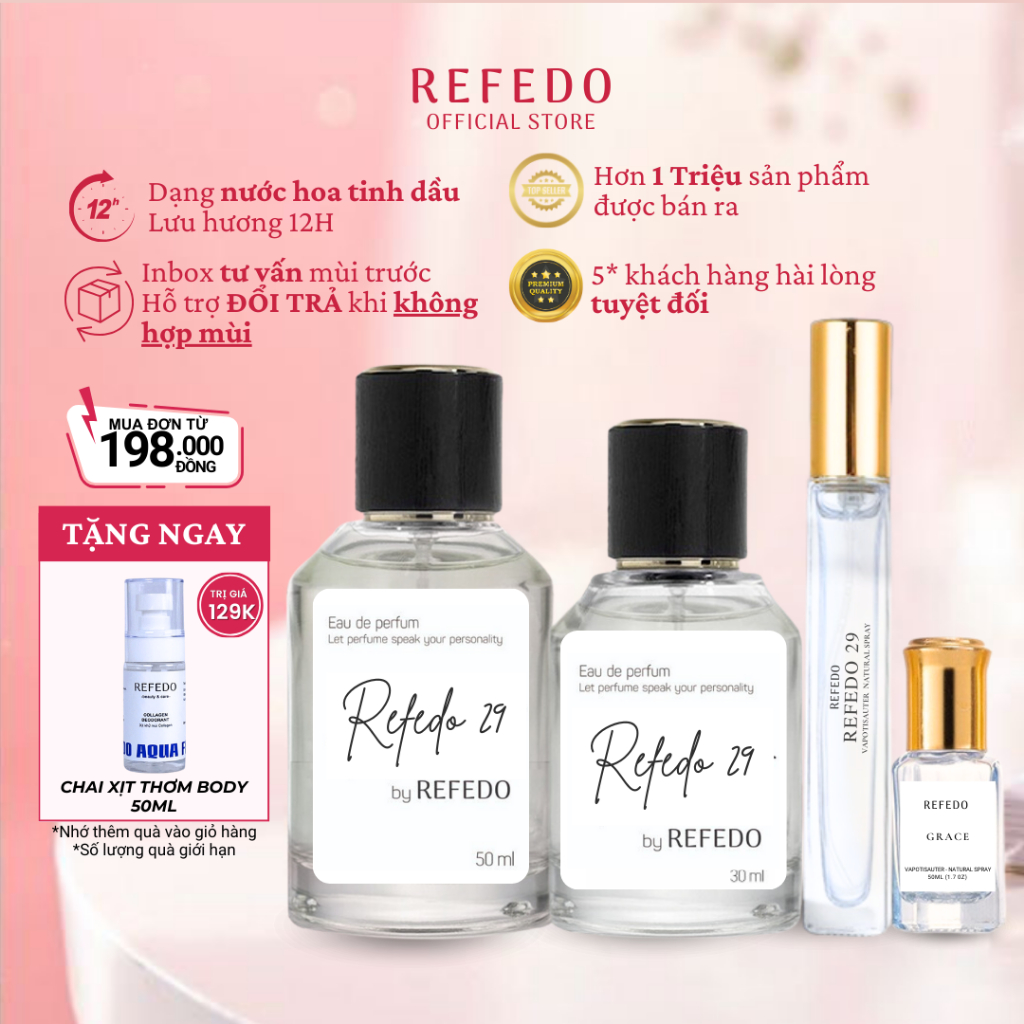 REFEDO
OFFICIAL STORE
12h
Dạng nước hoa tinh dầu
Lưu hương 12H
TOP SELLER
Hơn 1 Triệu sản phẩm
được bán ra
Inbox tư vấn mùi trước
Hỗ trợ ĐỔI TRẢ khi không
hợp mùi
PREMIUM
QUALITY
5* khách hàng hài lòng
tuyệt đối
MUA ĐƠN TỪ
198.000
ĐỒNG
TẶNG NGAY
TRỊ GIÁ
129K
REFEDO
beauty & care
COLLAGEN
DEODORANT
DO AQUA F
CHAI XỊT THƠM BODY
50ML
*Nhớ thêm quà vào giỏ hàng
*Số lượng quà giới hạn
Eau de perfum
Let perfume speak your personality
Refedo 29
by REFEDO
50 ml
Eau de perfum
Let perfume speak your personality
Refedo 29
by REFEDO
30 ml
REFEDO
REFEDO 29
VAPOTISAUTER NATURAL SPRAY
REFEDO
GRACE
VAPOTISAUTER - NATURAL SPRAY
50ML (1.7 OZ)